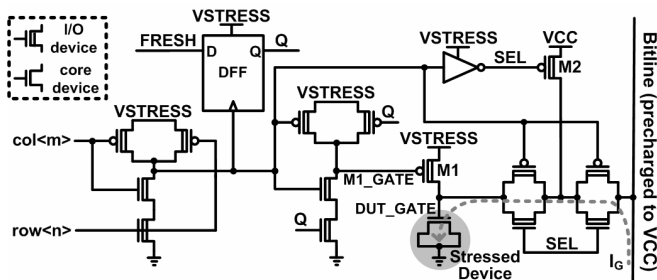 I/O
device
core
device
VSTRESS
FRESH
D
Q
Q
DFF
VSTRESS
VSTRESS
SEL
VCC
M2
col<m>
row<n>
VSTRESS
Q
VSTRESS
M1_GATE
M1
DUT_GATE
Q
Stressed
Device
SEL
IG
Bitline (precharged to VCC)